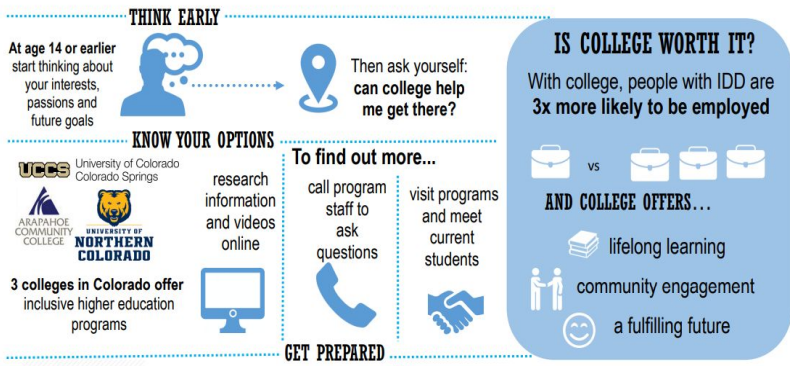 THINK EARLY
At age 14 or earlier
start thinking about
your interests,
passions and
future goals
Then ask yourself:
can college help
me get there?
KNOW YOUR OPTIONS
UCCS
University of Colorado
Colorado Springs
ARAPAHOE
COMMUNITY
COLLEGE
UNIVERSITY OF
NORTHERN
COLORADO
3 colleges in Colorado offer
inclusive higher education
programs
research
information
and videos
online
To find out more...
call program
staff to
ask
questions
visit programs
and meet
current
students
GET PREPARED
IS COLLEGE WORTH IT?
With college, people with IDD are
3x more likely to be employed
vs
AND COLLEGE OFFERS...
lifelong learning
community engagement
a fulfilling future